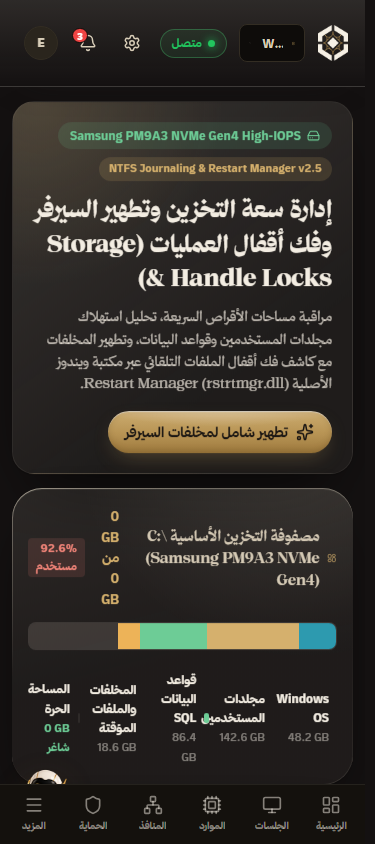 W...
متصل
3
E
Samsung PM9A3 NVMe Gen4 High-IOPS
NTFS Journaling & Restart Manager v2.5
إدارة سعة التخزين وتطهير السيرفر
وفك أقفال العمليات (Storage
& Handle Locks)
مراقبة مساحات الأقراص السريعة، تحليل استهلاك
مجلدات المستخدمين وقواعد البيانات، وتطهير المخلفات
مع كاشف فك أقفال الملفات التلقائي عبر مكتبة ويندوز
الأصلية Restart Manager (rstrtmgr.dll).
تطهير شامل لمخلفات السيرفر
مصفوفة التخزين الأساسية C:\
(Samsung PM9A3 NVMe
Gen4)
0
GB
من
0
GB
92.6%
مستخدم
Windows
OS
48.2 GB
مجلدات
المستخدمين
142.6 GB
قواعد
البيانات
SQL
86.4
GB
المخلفات
والملفات
المؤقتة
18.6 GB
المساحة
الحرة
0 GB
شاغر
الرئيسية
الجلسات
الموارد
المنافذ
الحماية
المزيد